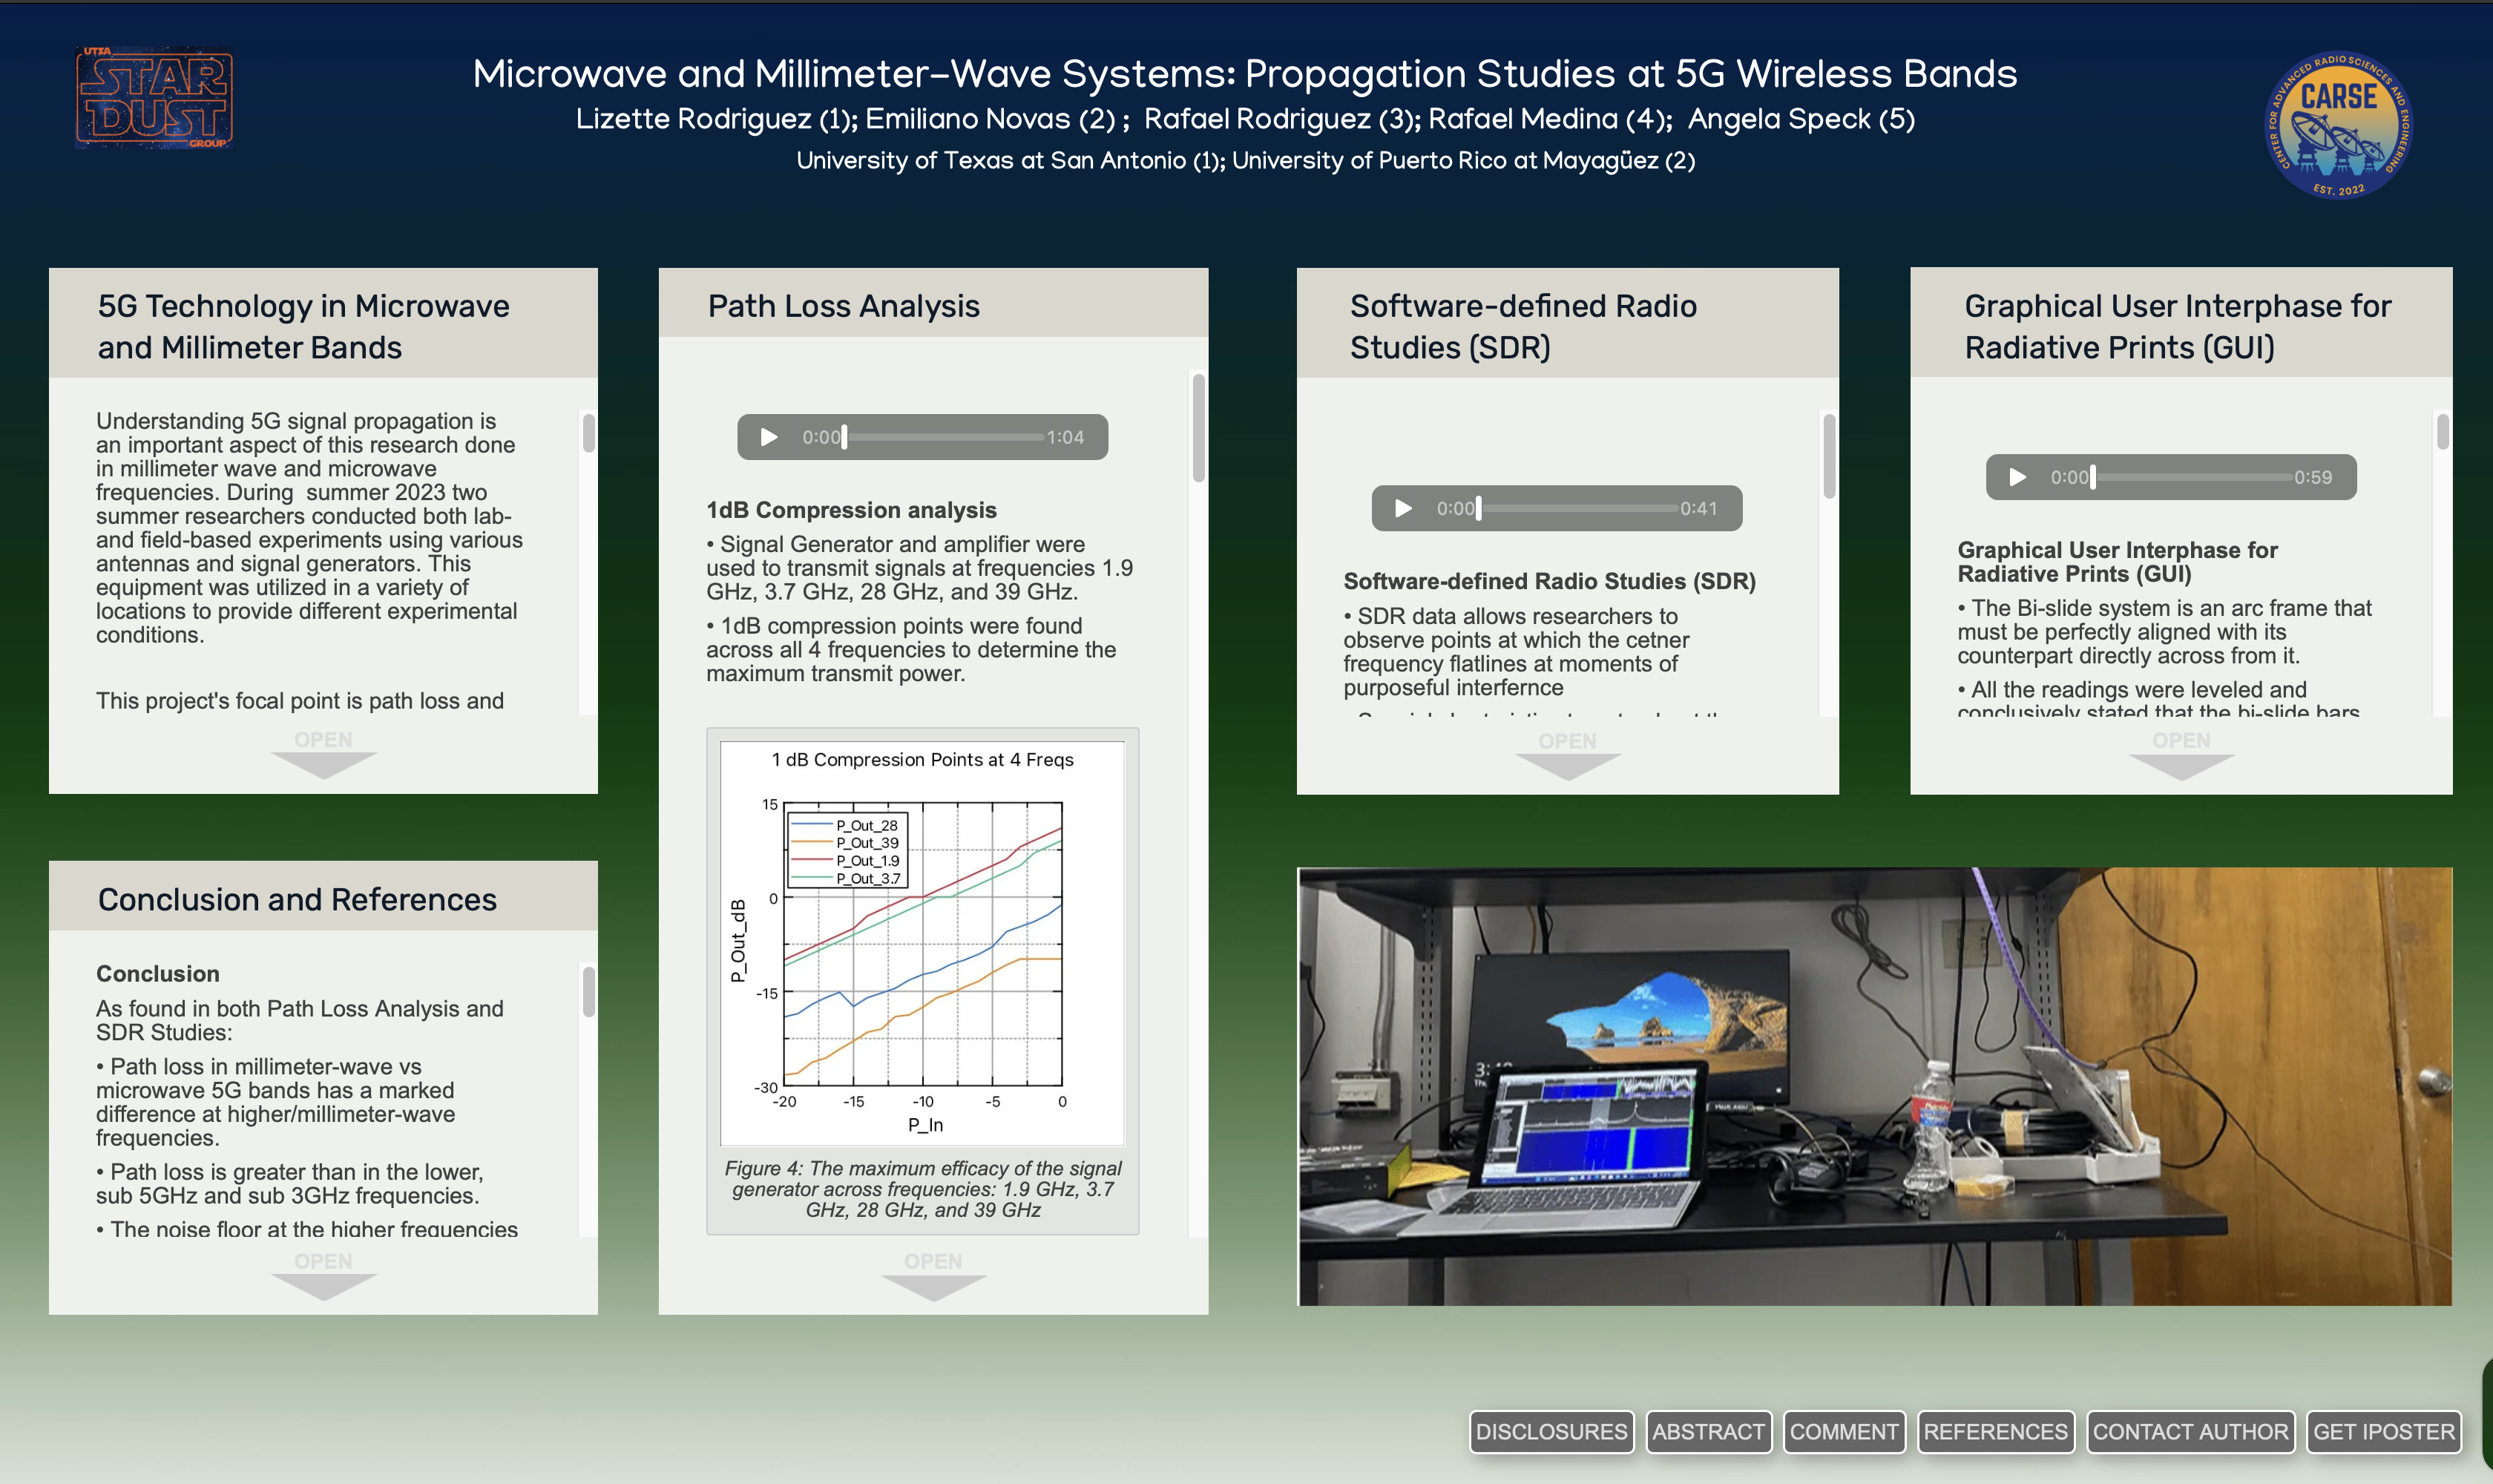 UTSA
STAR
DUST
GROUP
Microwave and Millimeter-Wave Systems: Propagation Studies at 5G Wireless Bands
Lizette Rodriguez (1); Emiliano Novas (2) ; Rafael Rodriguez (3); Rafael Medina (4); Angela Speck (5)
University of Texas at San Antonio (1); University of Puerto Rico at Mayagüez (2)
CENTER FOR ADVANCED RADIO SCIENCES AND ENGINEERING
CARSE
EST. 2022
5G Technology in Microwave
and Millimeter Bands
Understanding 5G signal propagation is
an important aspect of this research done
in millimeter wave and microwave
frequencies. During summer 2023 two
summer researchers conducted both lab-
and field-based experiments using various
antennas and signal generators. This
equipment was utilized in a variety of
locations to provide different experimental
conditions.
This project's focal point is path loss and
OPEN
Conclusion and References
Conclusion
As found in both Path Loss Analysis and
SDR Studies:
• Path loss in millimeter-wave vs
microwave 5G bands has a marked
difference at higher/millimeter-wave
frequencies.
• Path loss is greater than in the lower,
sub 5GHz and sub 3GHz frequencies.
• The noise floor at the higher frequencies
OPEN
Path Loss Analysis
0:00 1:04
1dB Compression analysis
• Signal Generator and amplifier were
used to transmit signals at frequencies 1.9
GHz, 3.7 GHz, 28 GHz, and 39 GHz.
• 1dB compression points were found
across all 4 frequencies to determine the
maximum transmit power.
1 dB Compression Points at 4 Freqs
P_Out_28
P_Out_39
P_Out_1.9
P_Out_3.7
15
0
-15
-30
P_Out_dB
-20 -15 -10 -5 0
P_In
Figure 4: The maximum efficacy of the signal
generator across frequencies: 1.9 GHz, 3.7
GHz, 28 GHz, and 39 GHz
OPEN
Software-defined Radio
Studies (SDR)
0:00 0:41
Software-defined Radio Studies (SDR)
• SDR data allows researchers to
observe points at which the cetner
frequency flatlines at moments of
purposeful interfernce
OPEN
Graphical User Interphase for
Radiative Prints (GUI)
0:00 0:59
Graphical User Interphase for
Radiative Prints (GUI)
• The Bi-slide system is an arc frame that
must be perfectly aligned with its
counterpart directly across from it.
• All the readings were leveled and
conclusively stated that the bi-slide bars
OPEN
DISCLOSURES
ABSTRACT
COMMENT
REFERENCES
CONTACT AUTHOR
GET IPOSTER